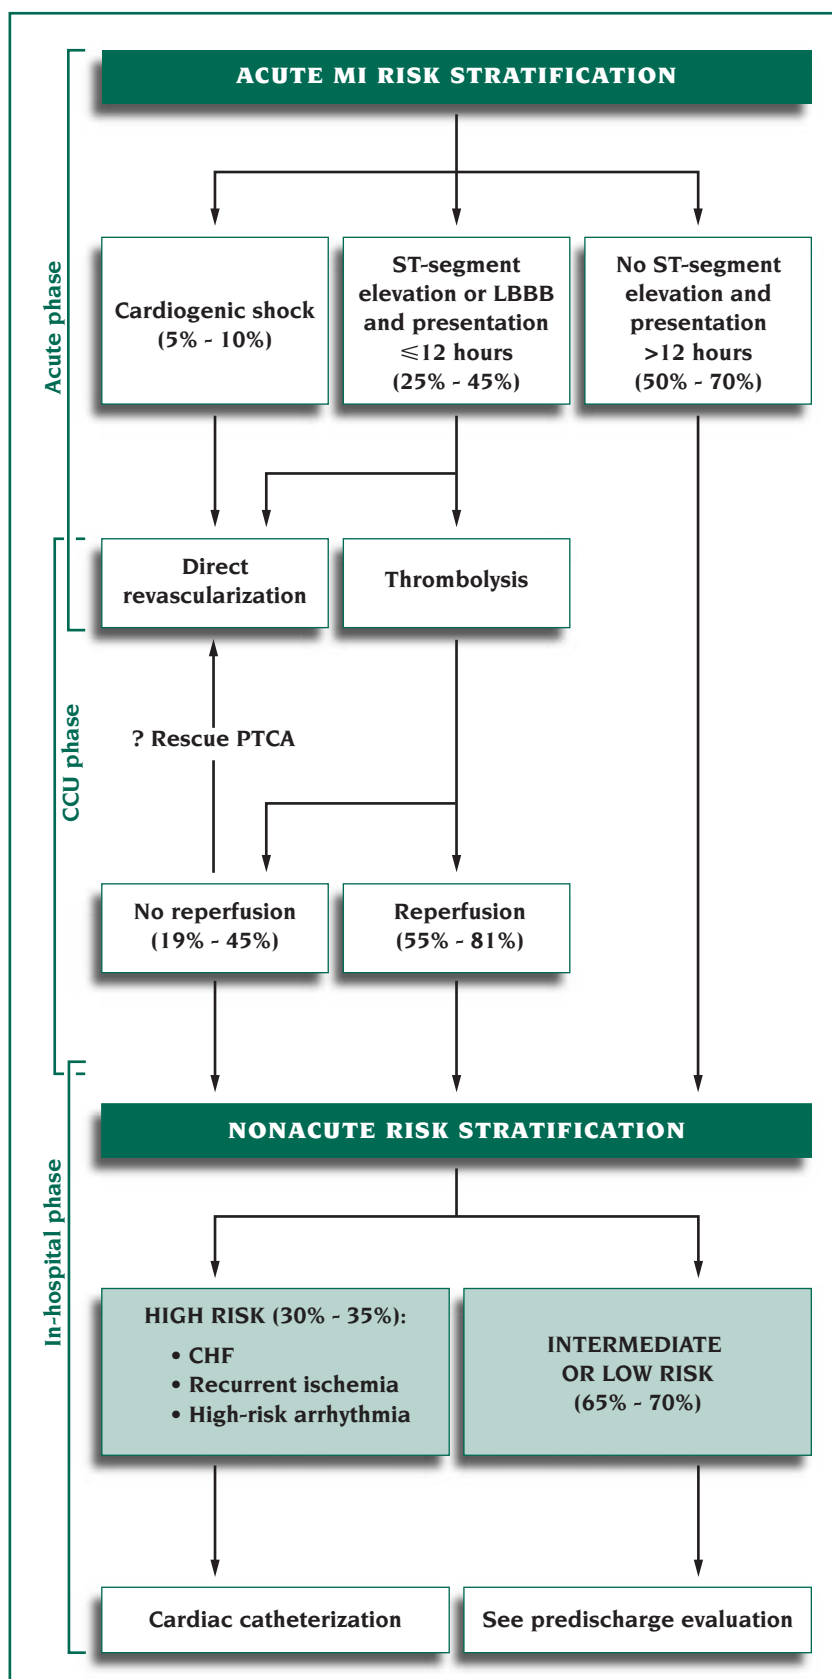 ACUTE MI RISK STRATIFICATION
Acute phase
Cardiogenic shock
(5% - 10%)
ST-segment
elevation or LBBB
and presentation
⩽12 hours
(25% - 45%)
No ST-segment
elevation and
presentation
>12 hours
(50% - 70%)
Direct
revascularization
Thrombolysis
CCU phase
? Rescue PTCA
No reperfusion
(19% - 45%)
Reperfusion
(55% - 81%)
NONACUTE RISK STRATIFICATION
In-hospital phase
HIGH RISK (30% - 35%):
• CHF
• Recurrent ischemia
• High-risk arrhythmia
INTERMEDIATE
OR LOW RISK
(65% - 70%)
Cardiac catheterization
See predischarge evaluation